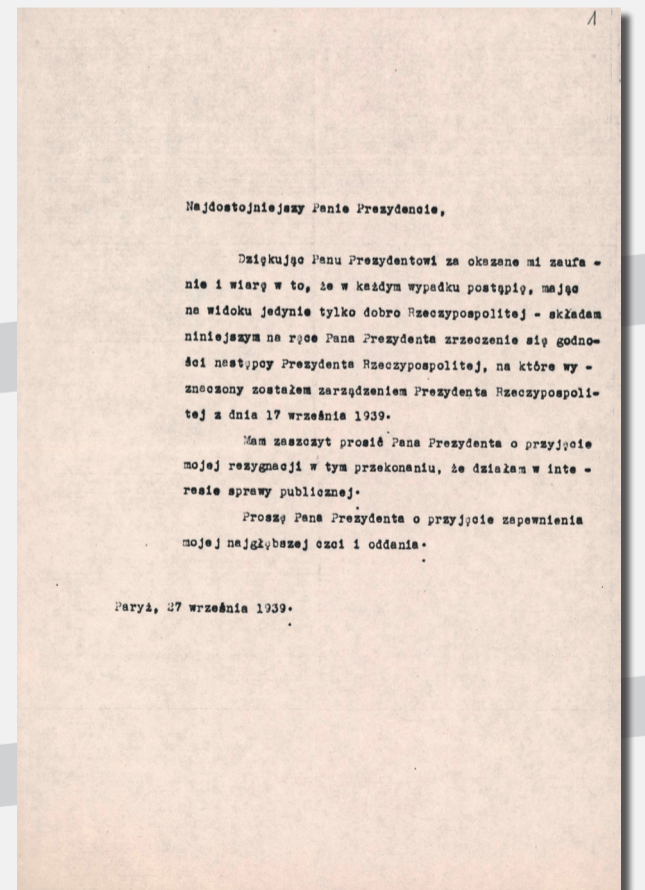 1
Najdostojniejszy Panie Prezydencie,
Dziękując Panu Prezydentowi za okazane mi zaufa -
nie i wiarę w to, że w każdym wypadku postąpię, mając
na widoku jedynie tylko dobro Rzeczypospolitej - składam
niniejszym na ręce Pana Prezydenta zrzeczenie się godno-
ści następcy Prezydenta Rzeczypospolitej, na które wy -
znaczony zostałem zarządzeniem Prezydenta Rzeczypospoli-
tej z dnia 17 września 1939.
Mam zaszczyt prosić Pana Prezydenta o przyjęcie
mojej rezygnacji w tym przekonaniu, że działam w inte -
resie sprawy publicznej.
Proszę Pana Prezydenta o przyjęcie zapewnienia
mojej najgłębszej czci i oddania.
Paryż, 27 września 1939.